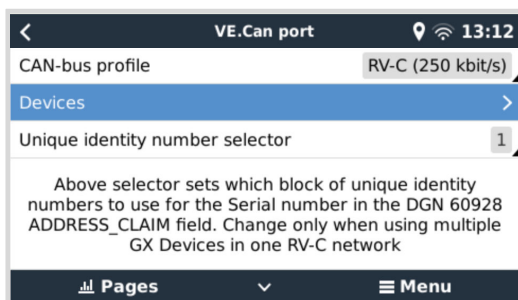 VE.Can port
13:12
CAN-bus profile
RV-C (250 kbit/s)
Devices
Unique identity number selector
1
Above selector sets which block of unique identity
numbers to use for the Serial number in the DGN 60928
ADDRESS_CLAIM field. Change only when using multiple
GX Devices in one RV-C network
Pages
Menu